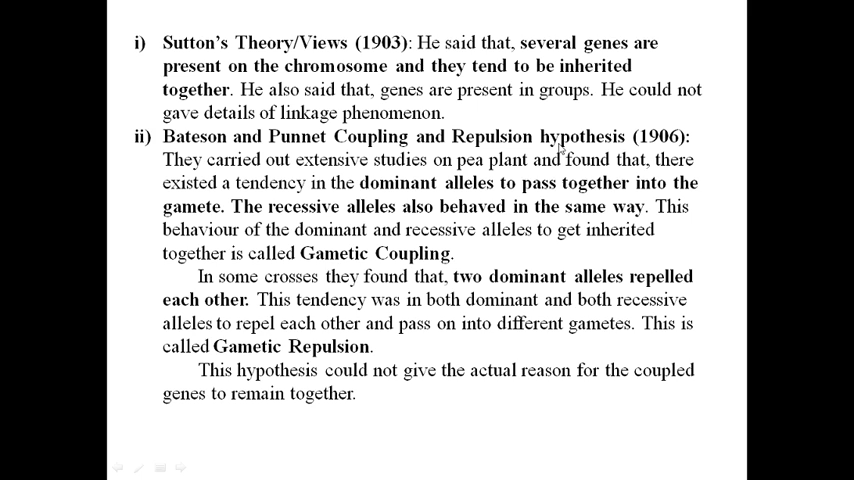 i) Sutton's Theory/Views (1903): He said that, several genes are
present on the chromosome and they tend to be inherited
together. He also said that, genes are present in groups. He could not
gave details of linkage phenomenon.
ii) Bateson and Punnet Coupling and Repulsion hypothesis (1906):
They carried out extensive studies on pea plant and found that, there
existed a tendency in the dominant alleles to pass together into the
gamete. The recessive alleles also behaved in the same way. This
behaviour of the dominant and recessive alleles to get inherited
together is called Gametic Coupling.
In some crosses they found that, two dominant alleles repelled
each other. This tendency was in both dominant and both recessive
alleles to repel each other and pass on into different gametes. This is
called Gametic Repulsion.
This hypothesis could not give the actual reason for the coupled
genes to remain together.